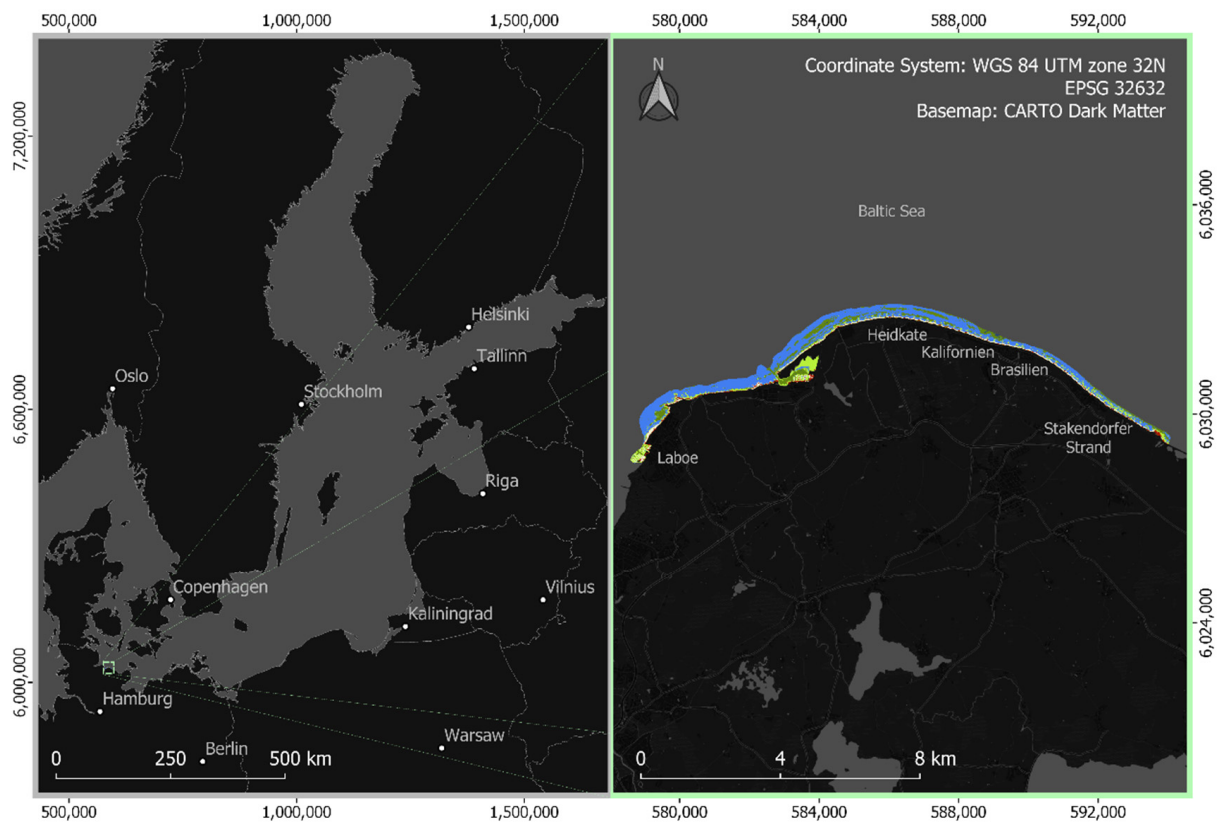 500,000 1,000,000 1,500,000 580,000 584,000 588,000 592,000
N
Coordinate System: WGS 84 UTM zone 32N
EPSG 32632
Basemap: CARTO Dark Matter
7,200,000
6,600,000
6,000,000
Helsinki
Tallinn
Oslo
Stockholm
Riga
Copenhagen
Vilnius
Kaliningrad
Hamburg
Warsaw
Berlin
0 250 500 km
Baltic Sea
Heidkate
Kalifornien
Brasilien
Stakendorfer
Strand
Laboe
0 4 8 km
6,036,000
6,030,000
6,024,000
500,000 1,000,000 1,500,000 580,000 584,000 588,000 592,000